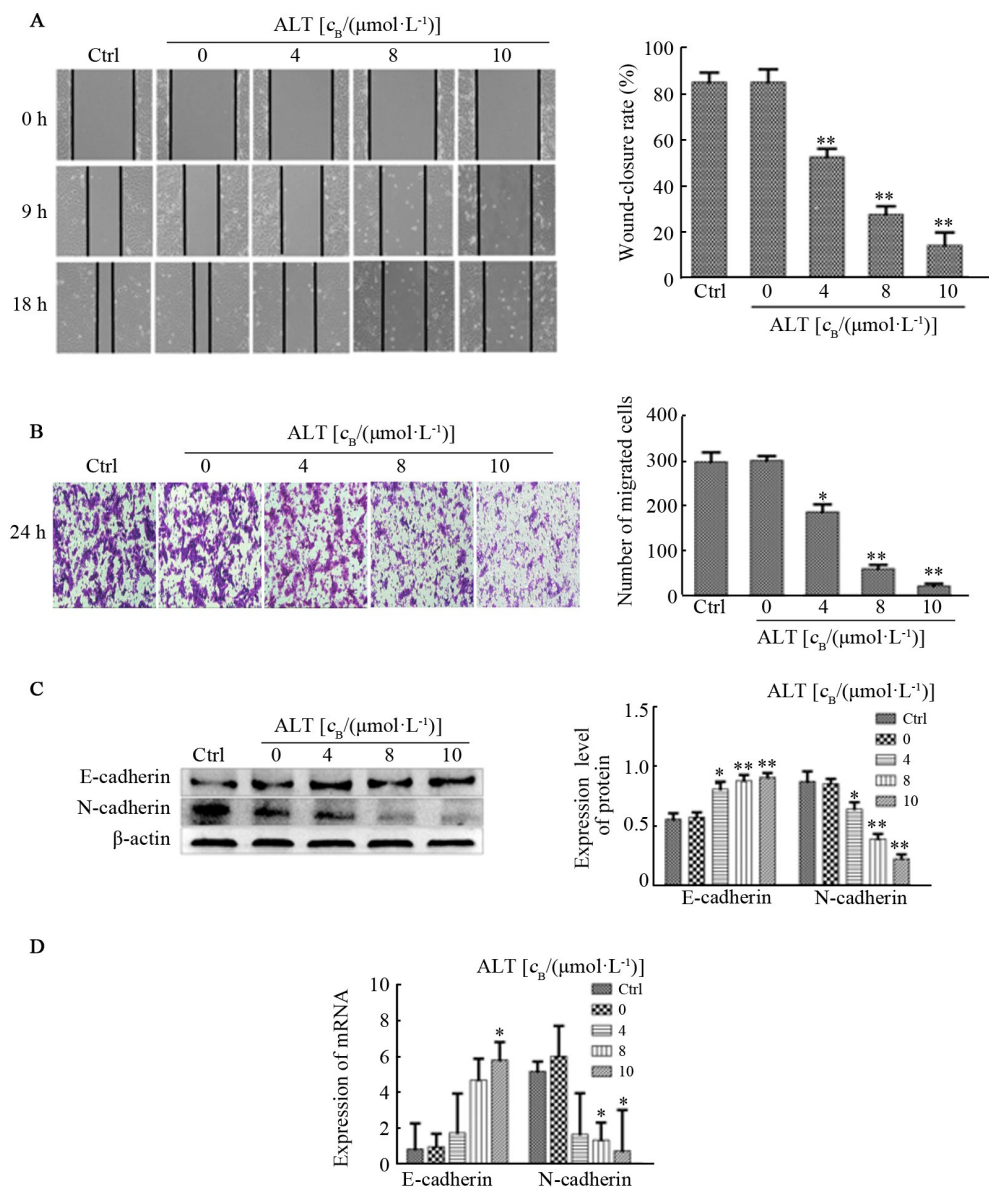 A
ALT [cB/(μmol·L-1)]
Ctrl 0 4 8 10
0 h
9 h
18 h
Wound-closure rate (%)
100
80
60
40
20
0
** ** **
Ctrl 0 4 8 10
ALT [cB/(μmol·L-1)]
B
ALT [cB/(μmol·L-1)]
Ctrl 0 4 8 10
24 h
Number of migrated cells
400
300
200
100
0
* ** **
Ctrl 0 4 8 10
ALT [cB/(μmol·L-1)]
C
ALT [cB/(μmol·L-1)]
Ctrl 0 4 8 10
E-cadherin
N-cadherin
β-actin
ALT [cB/(μmol·L-1)]
Ctrl
0
4
8
10
Expression level
of protein
1.5
1.0
0.5
0
* ** ** * ** **
E-cadherin N-cadherin
D
ALT [cB/(μmol·L-1)]
Ctrl
0
4
8
10
Expression of mRNA
10
8
6
4
2
0
* * *
E-cadherin N-cadherin